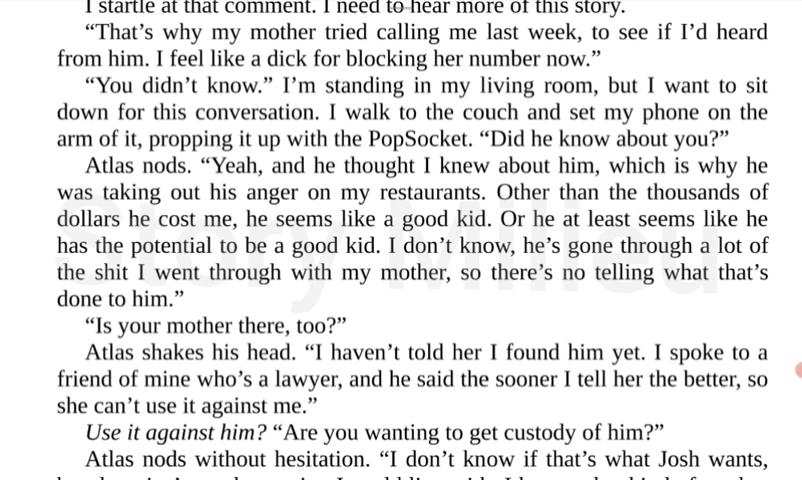 I startle at that comment. I need to hear more of this story.
“That’s why my mother tried calling me last week, to see if I’d heard
from him. I feel like a dick for blocking her number now.”
“You didn’t know.” I’m standing in my living room, but I want to sit
down for this conversation. I walk to the couch and set my phone on the
arm of it, propping it up with the PopSocket. “Did he know about you?”
Atlas nods. “Yeah, and he thought I knew about him, which is why he
was taking out his anger on my restaurants. Other than the thousands of
dollars he cost me, he seems like a good kid. Or he at least seems like he
has the potential to be a good kid. I don’t know, he’s gone through a lot of
the shit I went through with my mother, so there’s no telling what that’s
done to him.”
“Is your mother there, too?”
Atlas shakes his head. “I haven’t told her I found him yet. I spoke to a
friend of mine who’s a lawyer, and he said the sooner I tell her the better, so
she can’t use it against me.”
Use it against him? “Are you wanting to get custody of him?”
Atlas nods without hesitation. “I don’t know if that’s what Josh wants,